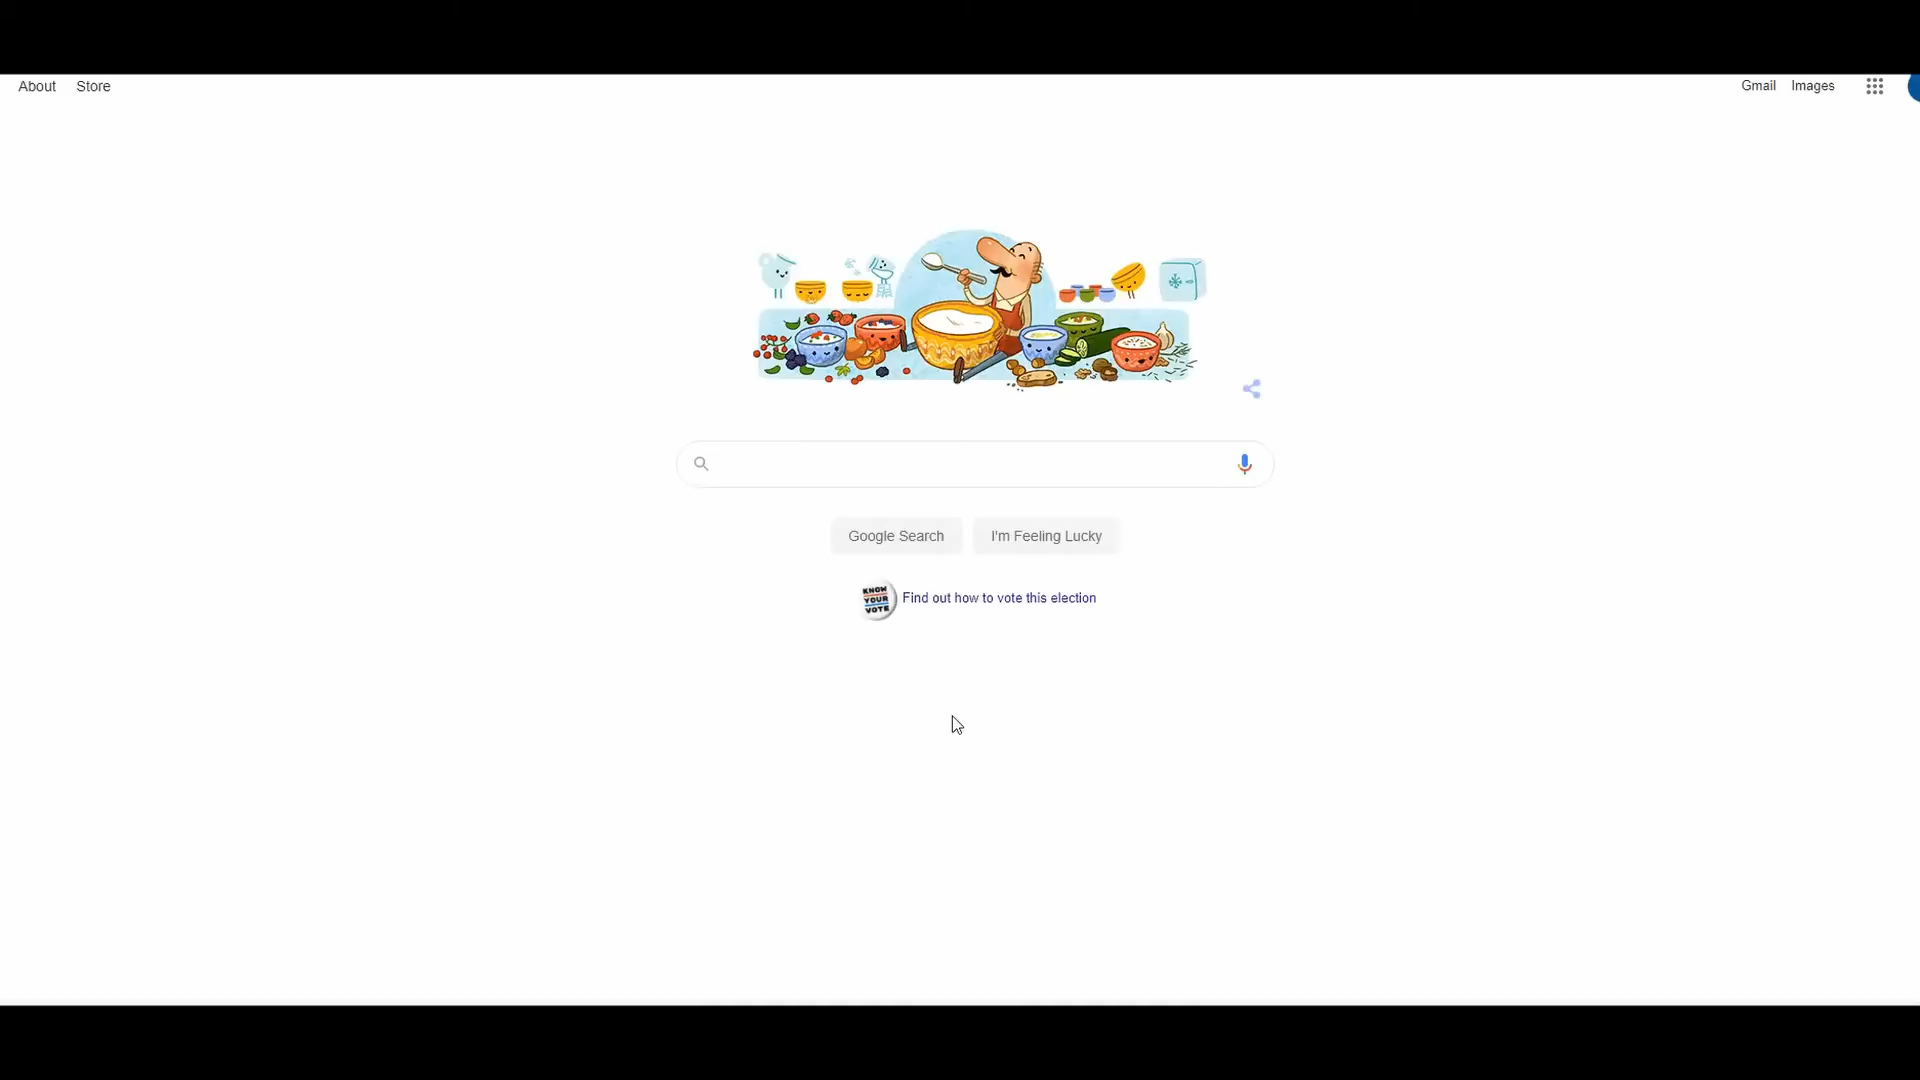 About Store
Gmail Images
Google Search I'm Feeling Lucky
KNOW
YOUR
VOTE
Find out how to vote this election